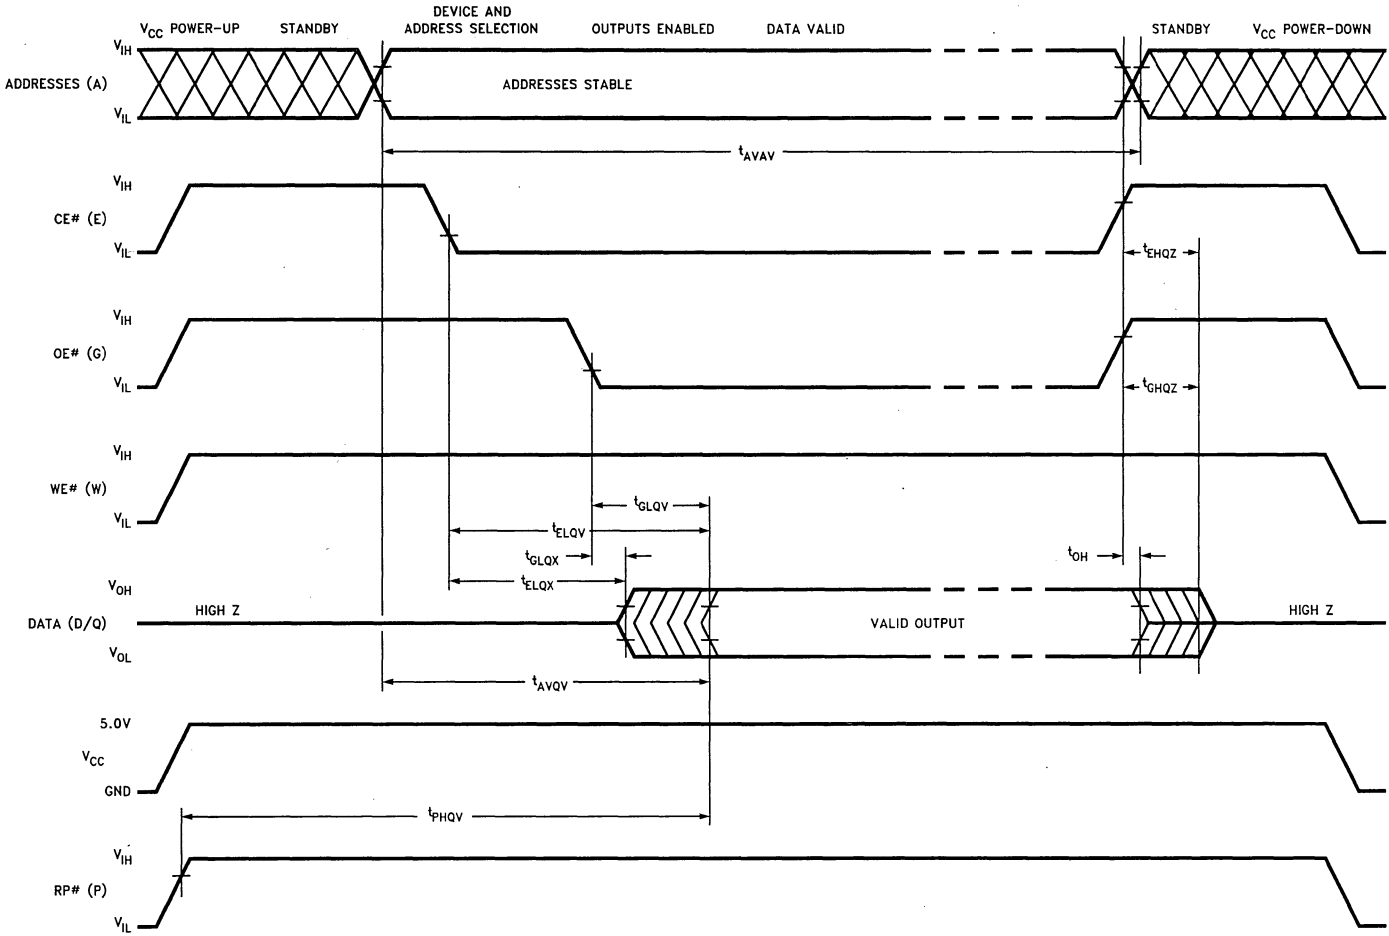 VCC POWER-UP STANDBY DEVICE AND ADDRESS SELECTION OUTPUTS ENABLED DATA VALID STANDBY VCC POWER-DOWN
VIH
ADDRESSES (A) ADDRESSES STABLE
VIL
tAVAV
VIH
CE# (E)
VIL
tEHQZ
VIH
OE# (G)
VIL
tGHQZ
VIH
WE# (W)
VIL
tGLQV
tELQV
tGLQX
tOH
tELQX
VOH
HIGH Z
DATA (D/Q) VALID OUTPUT HIGH Z
VOL
tAVQV
5.0V
VCC
GND
tPHQV
VIH
RP# (P)
VIL